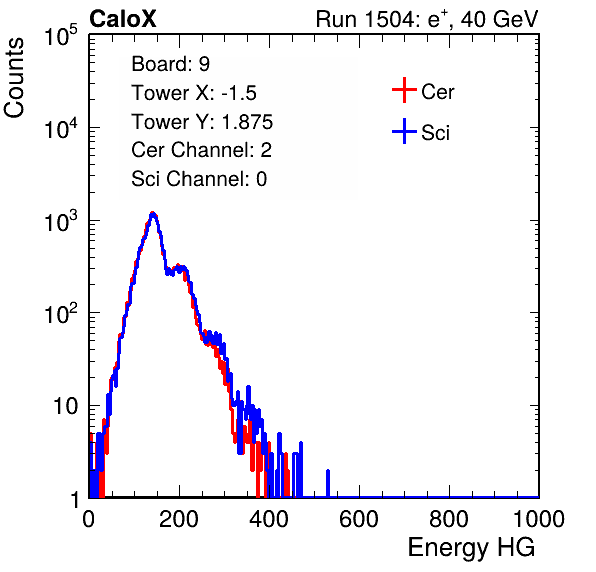 CaloX Run 1504: e⁺, 40 GeV
Counts
Board: 9
Tower X: -1.5
Tower Y: 1.875
Cer Channel: 2
Sci Channel: 0
Cer
Sci
10⁵
10⁴
10³
10²
10
1
0 200 400 600 800 1000
Energy HG